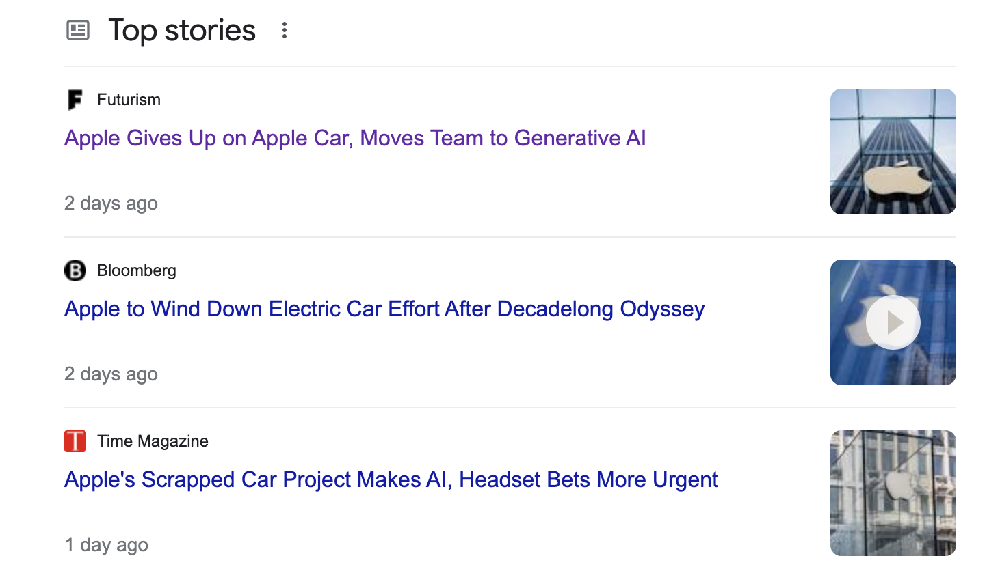 Top stories
Futurism
Apple Gives Up on Apple Car, Moves Team to Generative AI
2 days ago
B Bloomberg
Apple to Wind Down Electric Car Effort After Decadelong Odyssey
2 days ago
T Time Magazine
Apple's Scrapped Car Project Makes AI, Headset Bets More Urgent
1 day ago